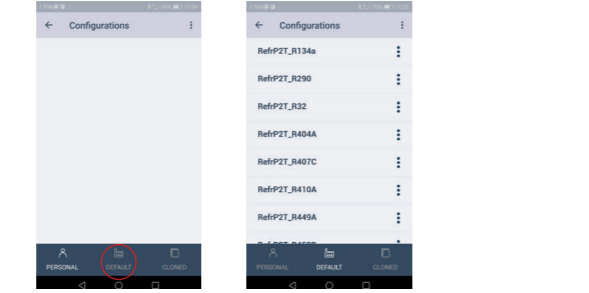 Configurations
PERSONAL DEFAULT CLONED
Configurations
RefrP2T_R134a
RefrP2T_R290
RefrP2T_R32
RefrP2T_R404A
RefrP2T_R407C
RefrP2T_R410A
RefrP2T_R449A
PERSONAL DEFAULT CLONED